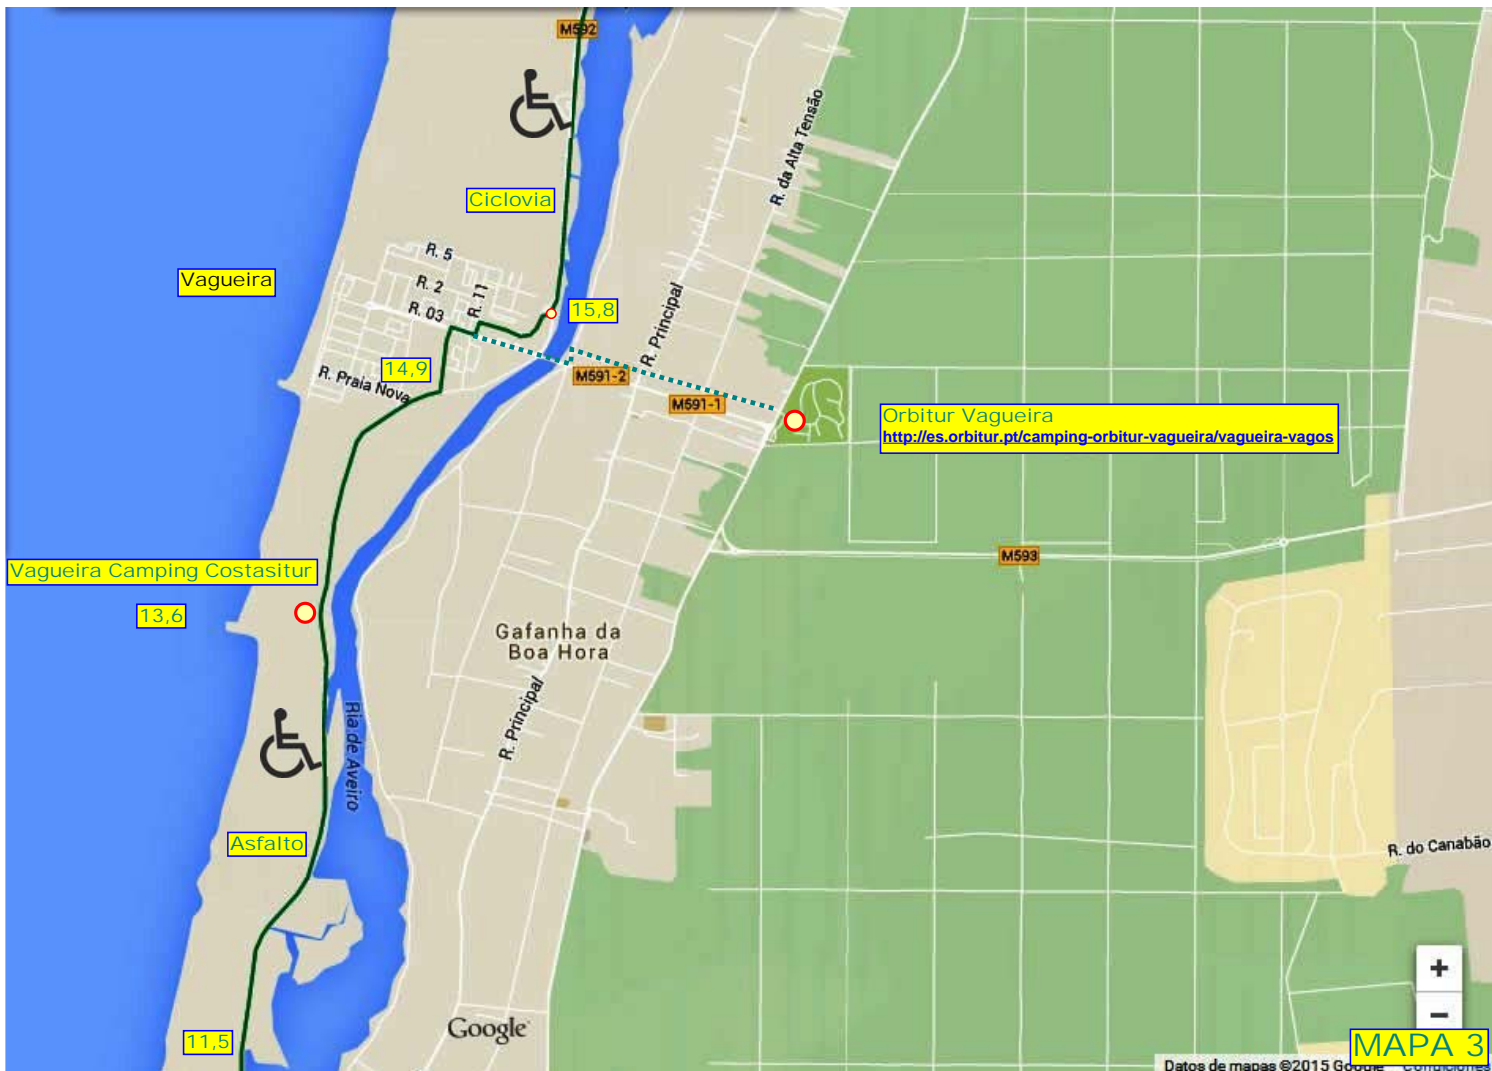 M592
R. da Alta Tensão
Ciclovia
R. 5
Vagueira
R. 2
R. 11
R. 03
15,8
R. Principal
14,9
R. Praia Nova
M591-2
M591-1
Orbitur Vagueira
http://es.orbitur.pt/camping-orbitur-vagueira/vagueira-vagos
M593
Vagueira Camping Costasitur
13,6
Gafanha da
Boa Hora
R. Principal
Ria de Aveiro
Asfalto
R. do Canabão
+
−
Google
11,5
MAPA 3
Datos de mapas ©2015 Google Condiciones